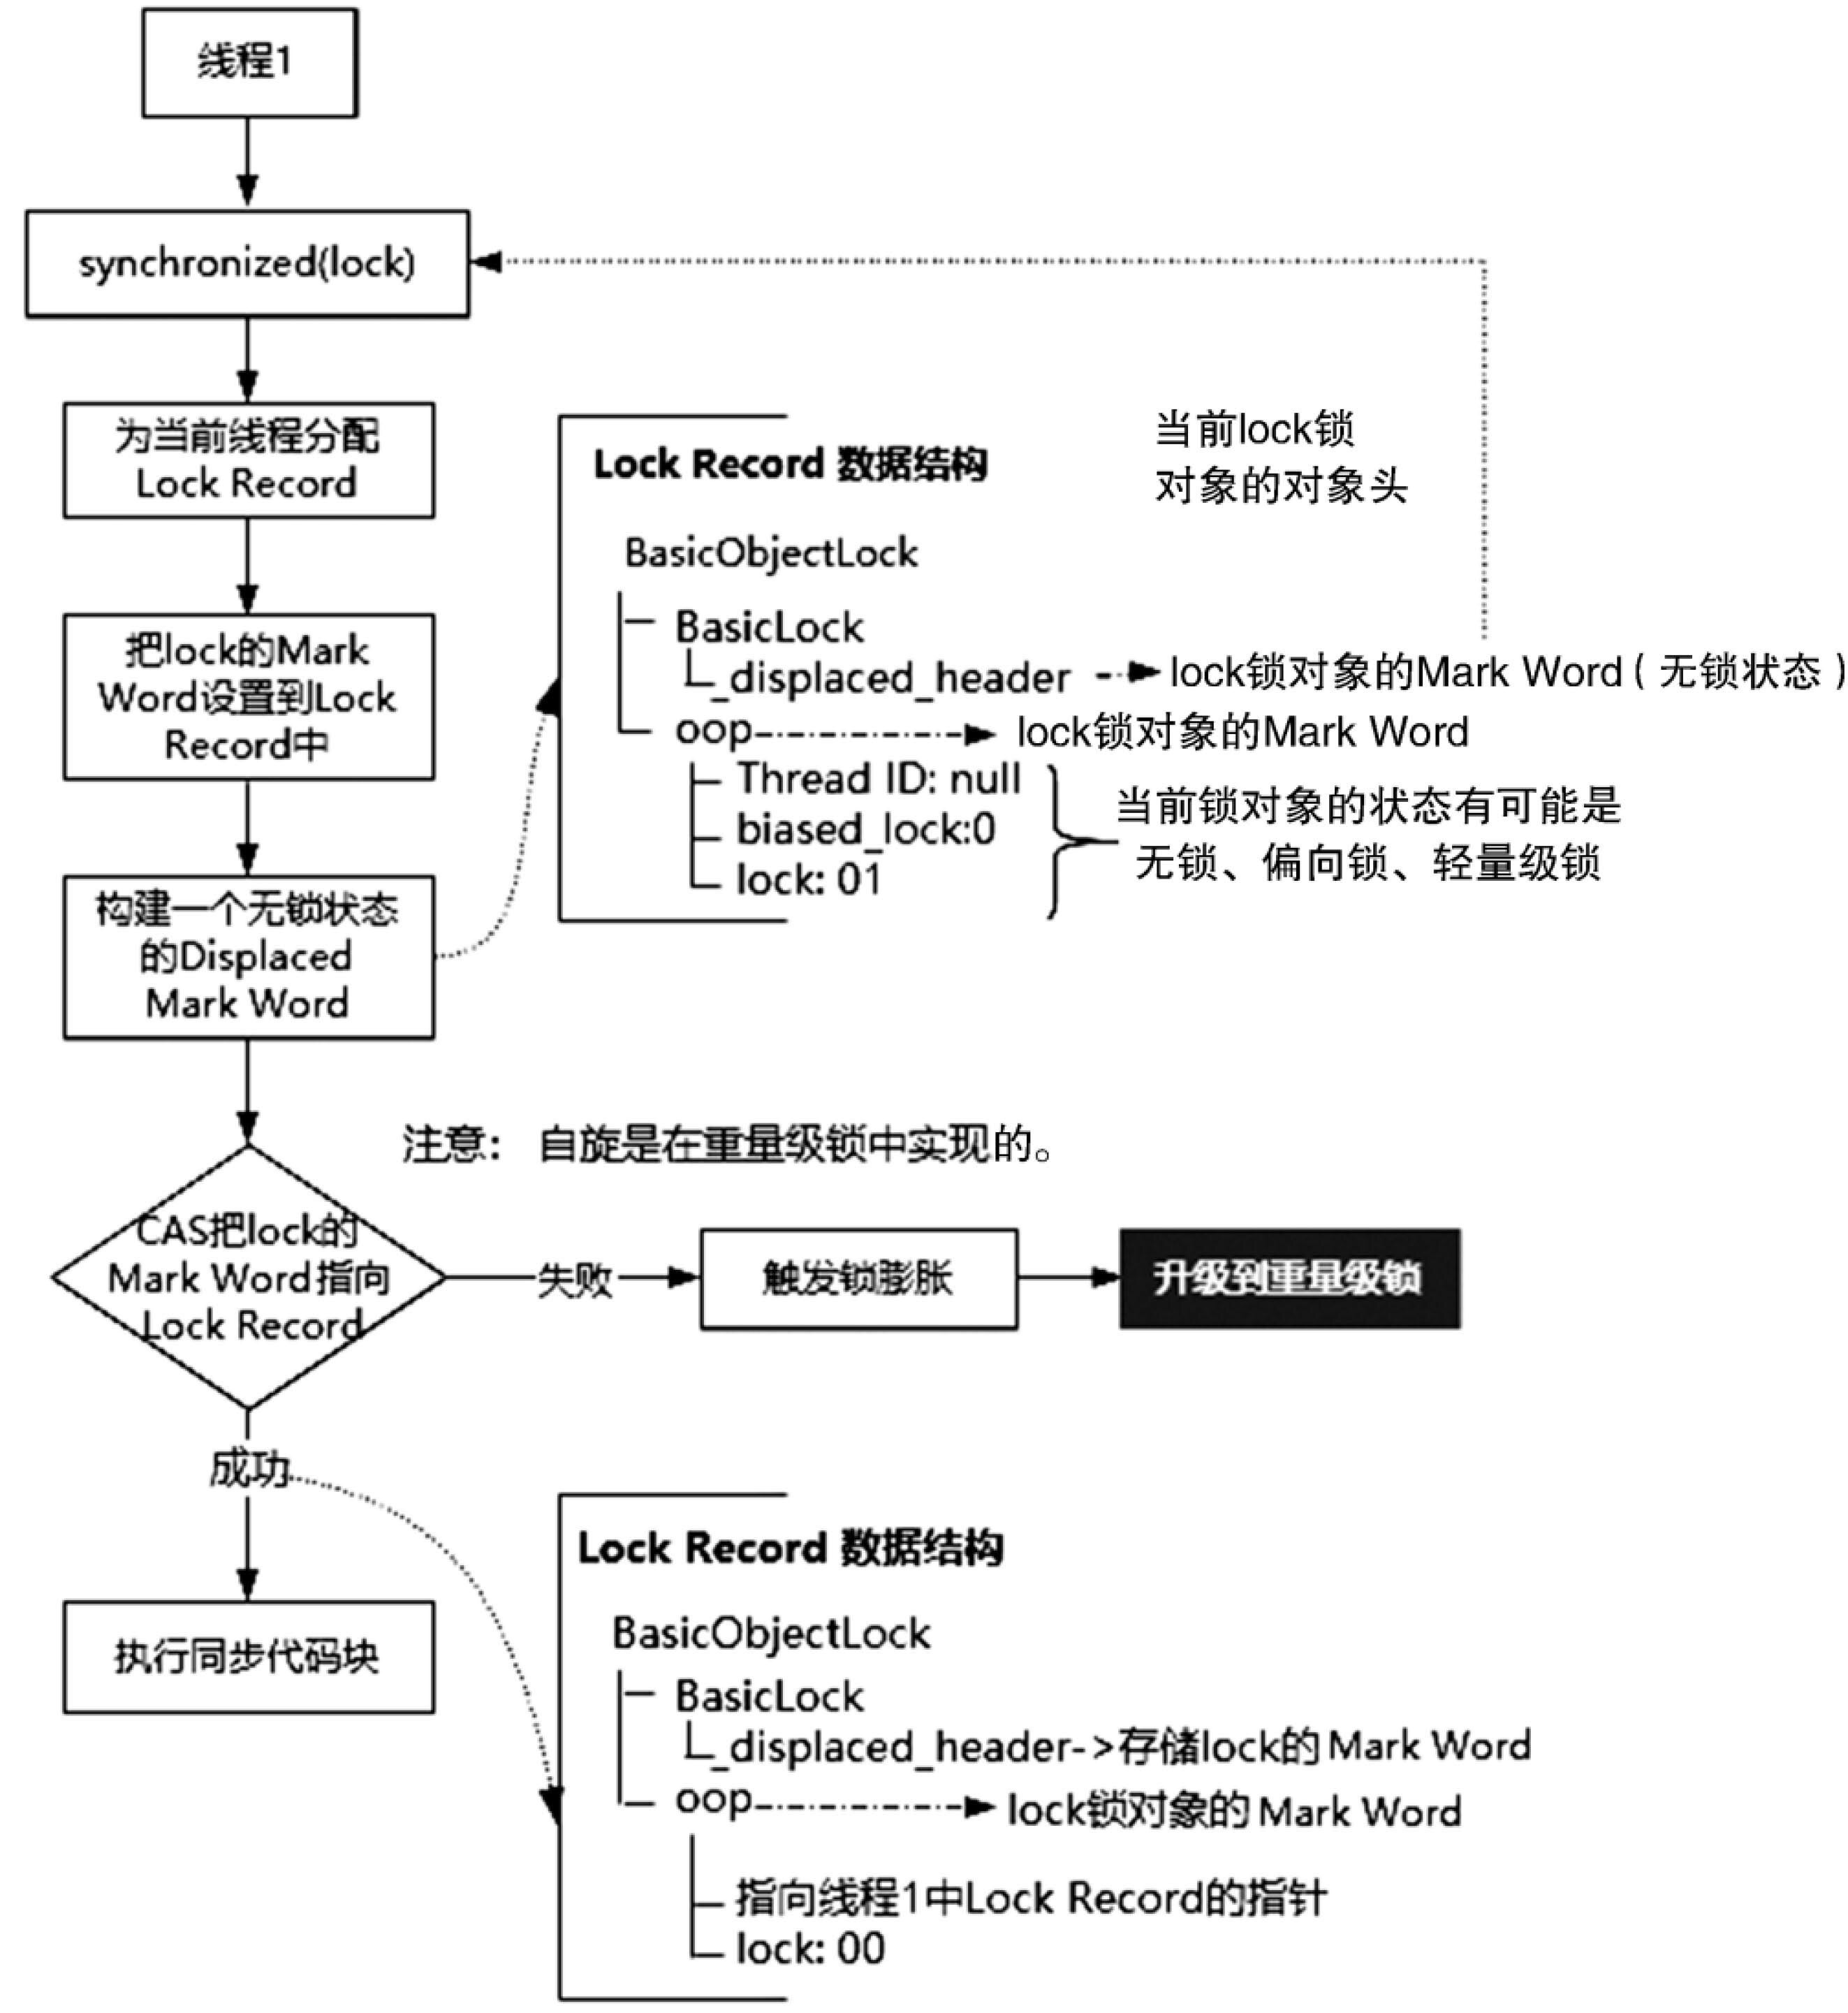 线程1
synchronized(lock)
为当前线程分配
Lock Record
把lock的Mark
Word设置到Lock
Record中
构建一个无锁状态
的Displaced
Mark Word
Lock Record 数据结构
BasicObjectLock
BasicLock
_displaced_header
lock锁对象的Mark Word（无锁状态）
oop
lock锁对象的Mark Word
Thread ID: null
biased_lock:0
lock: 01
当前lock锁
对象的对象头
当前锁对象的状态有可能是
无锁、偏向锁、轻量级锁
注意： 自旋是在重量级锁中实现的。
CAS把lock的
Mark Word指向
Lock Record
失败
触发锁膨胀
升级到重量级锁
成功
执行同步代码块
Lock Record 数据结构
BasicObjectLock
BasicLock
_displaced_header->存储lock的 Mark Word
oop
lock锁对象的 Mark Word
指向线程1中Lock Record的指针
lock: 00